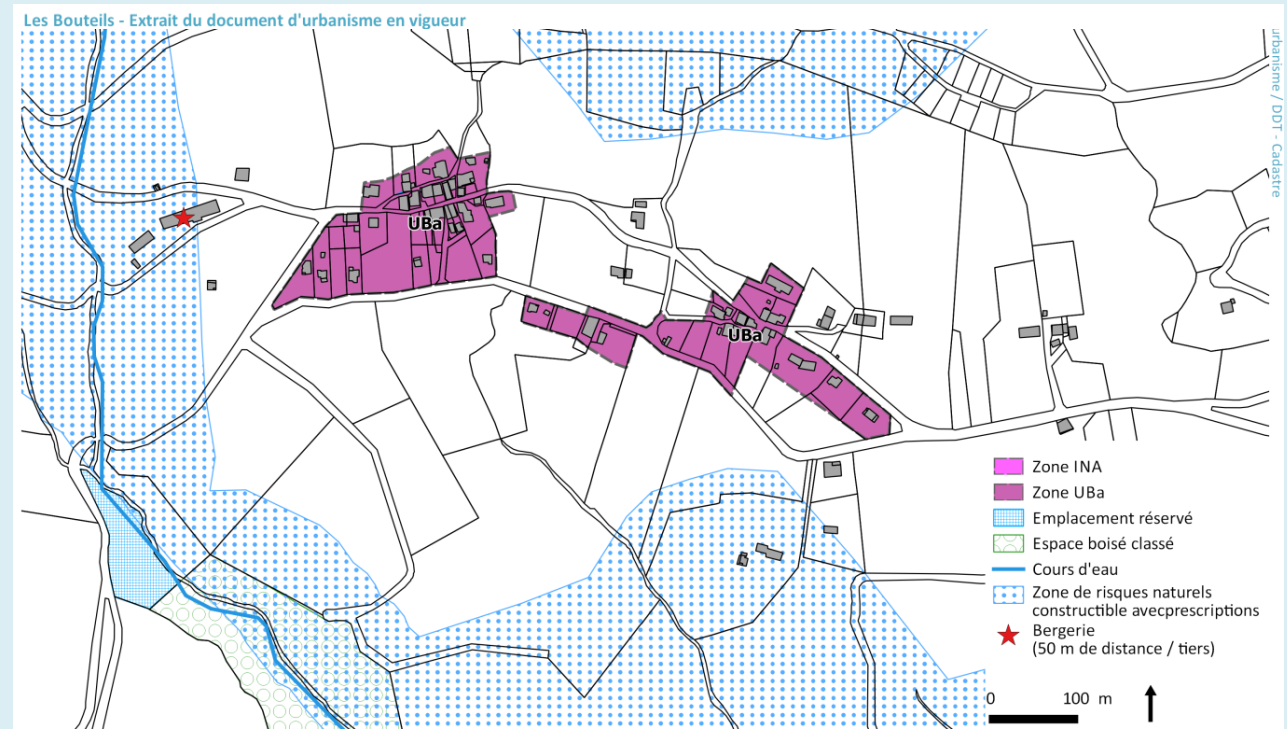 Les Bouteils - Extrait du document d'urbanisme en vigueur
urbanisme / DDT - Cadastre
UBa
UBa
Zone INA
Zone UBa
Emplacement réservé
Espace boisé classé
Cours d'eau
Zone de risques naturels
constructible avecprescriptions
Bergerie
(50 m de distance / tiers)
0 100 m